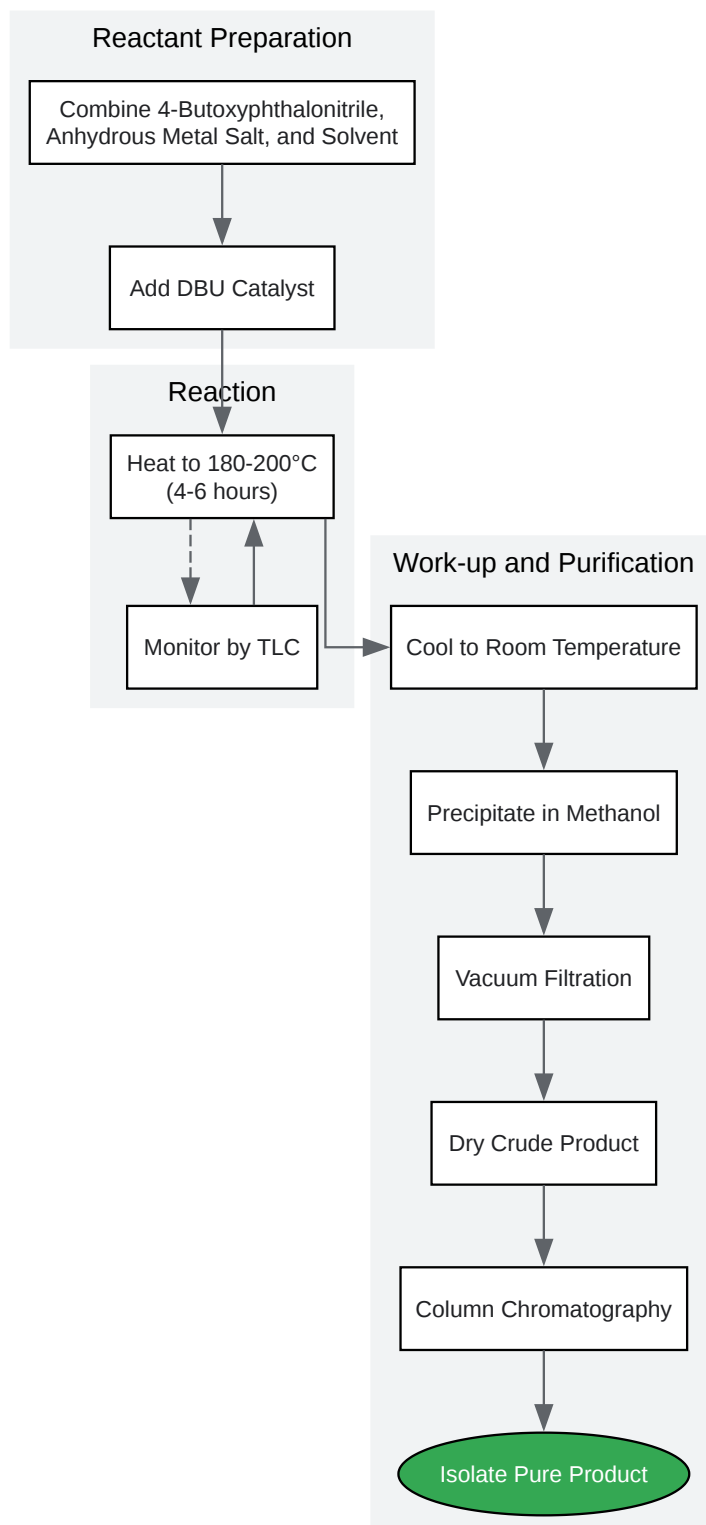 Reactant Preparation
Combine 4-Butoxyphthalonitrile,
Anhydrous Metal Salt, and Solvent
Add DBU Catalyst
Reaction
Heat to 180-200°C
(4-6 hours)
Monitor by TLC
Work-up and Purification
Cool to Room Temperature
Precipitate in Methanol
Vacuum Filtration
Dry Crude Product
Column Chromatography
Isolate Pure Product